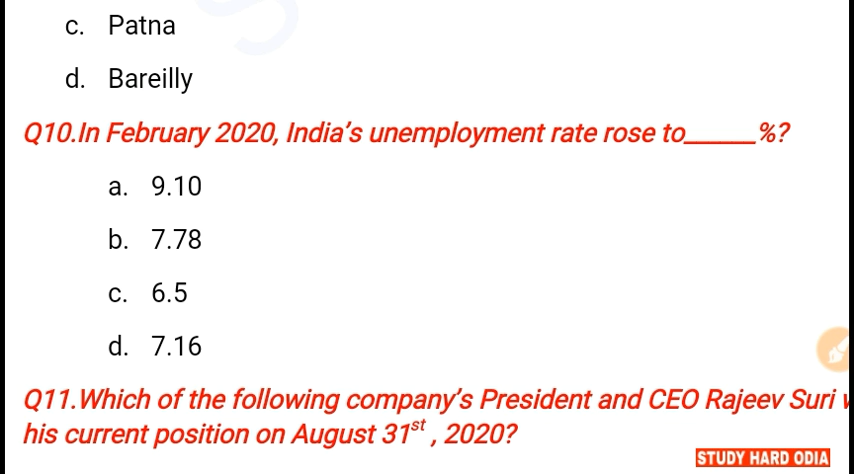 c. Patna
d. Bareilly
Q10.In February 2020, India's unemployment rate rose to______%?
a. 9.10
b. 7.78
c. 6.5
d. 7.16
Q11.Which of the following company's President and CEO Rajeev Suri
his current position on August 31st , 2020?
STUDY HARD ODIA